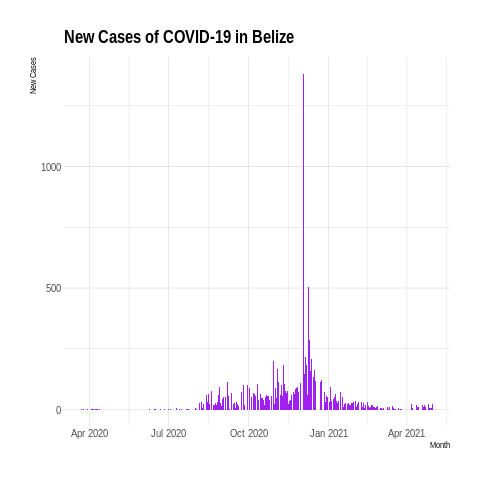 New Cases of COVID-19 in Belize
New Cases
1000
500
0
Apr 2020 Jul 2020 Oct 2020 Jan 2021 Apr 2021
Month